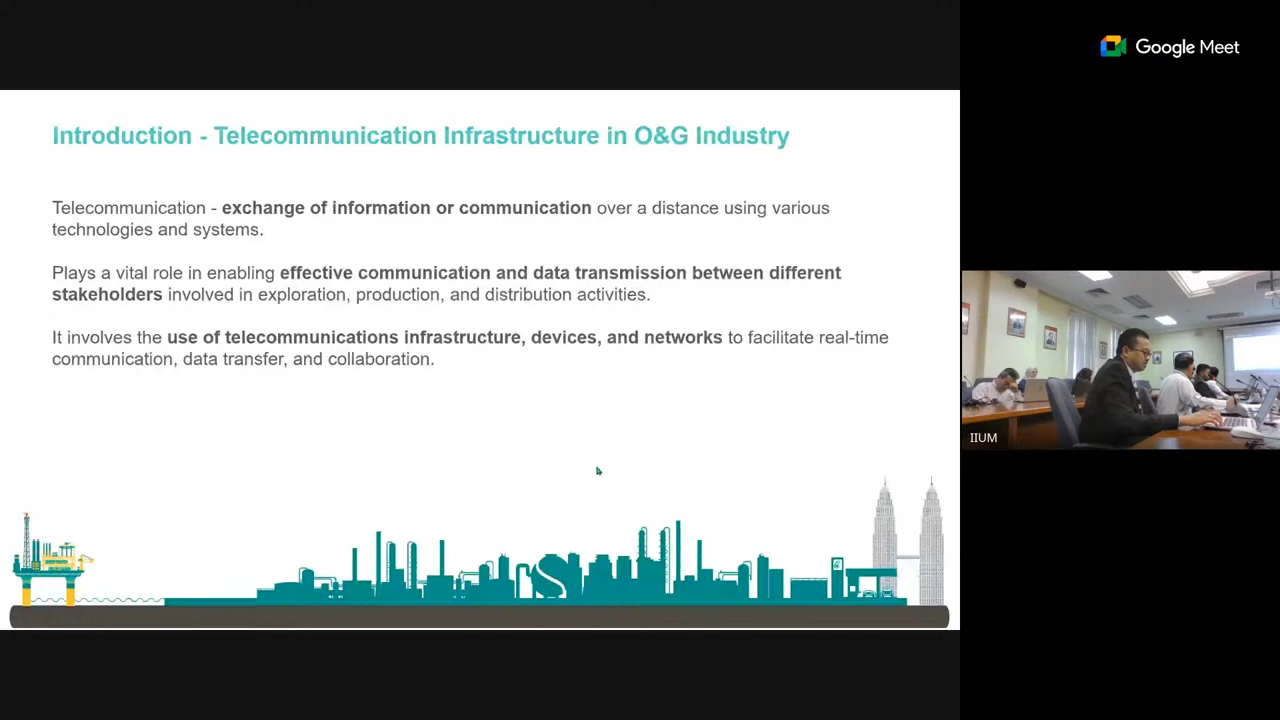 Google Meet
Introduction - Telecommunication Infrastructure in O&G Industry
Telecommunication - exchange of information or communication over a distance using various
technologies and systems.
Plays a vital role in enabling effective communication and data transmission between different
stakeholders involved in exploration, production, and distribution activities.
It involves the use of telecommunications infrastructure, devices, and networks to facilitate real-time
communication, data transfer, and collaboration.
IIUM